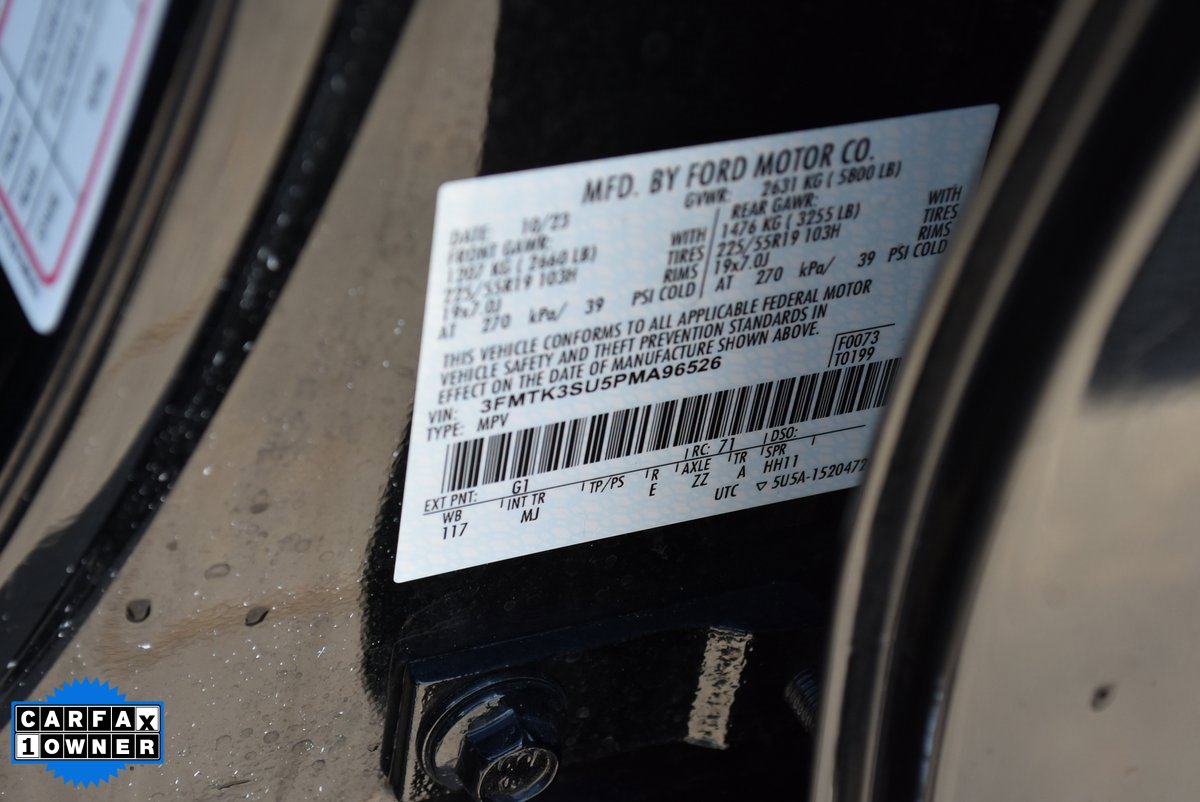 MFD. BY FORD MOTOR CO.
DATE: 10/23 GVWR: 2631 KG ( 5800 LB)
FRONT GAWR: REAR GAWR:
1207 KG ( 2660 LB) WITH 1476 KG ( 3255 LB) WITH
225/55R19 103H TIRES 225/55R19 103H TIRES
19x7.0J RIMS 19x7.0J RIMS
AT 270 kPa/ 39 PSI COLD AT 270 kPa/ 39 PSI COLD
THIS VEHICLE CONFORMS TO ALL APPLICABLE FEDERAL MOTOR
VEHICLE SAFETY AND THEFT PREVENTION STANDARDS IN
EFFECT ON THE DATE OF MANUFACTURE SHOWN ABOVE.
VIN: 3FMTK3SU5PMA96526 F0073
TYPE: MPV T0199
EXT PNT: G1 RC: 71 DSO:
WB INT TR TP/PS R AXLE TR SPR
117 MJ E ZZ A HH11
UTC ▽ 5U5A-1520472
CARFAX
1 OWNER